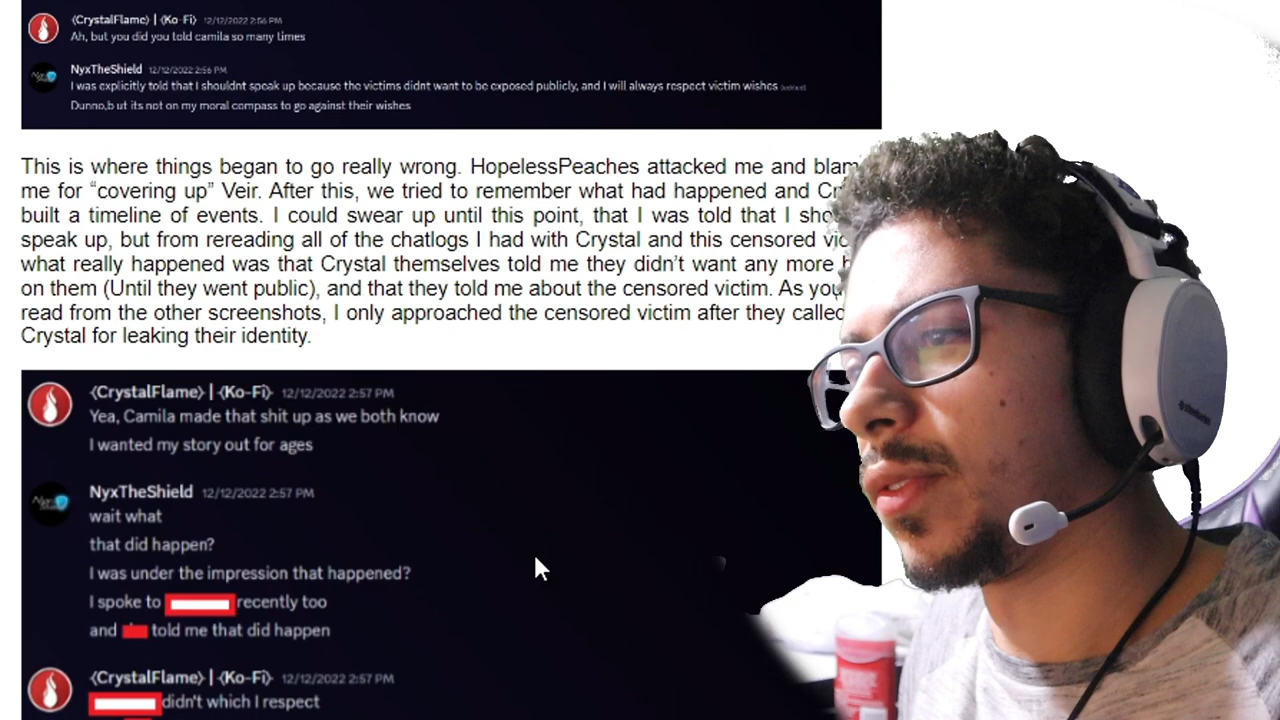 {CrystalFlame} | {Ko-Fi} 12/12/2022 2:56 PM
Ah, but you did you told camila so many times
NyxTheShield 12/12/2022 2:56 PM
I was explicitly told that I shouldnt speak up because the victims didnt want to be exposed publicly, and I will always respect victim wishes (edited)
Dunno,b ut its not on my moral compass to go against their wishes
This is where things began to go really wrong. HopelessPeaches attacked me and
me for “covering up” Veir. After this, we tried to remember what had happened and
built a timeline of events. I could swear up until this point, that I was told that I
speak up, but from rereading all of the chatlogs I had with Crystal and this censored
what really happened was that Crystal themselves told me they didn’t want any more
on them (Until they went public), and that they told me about the censored victim. As you
read from the other screenshots, I only approached the censored victim after they called
Crystal for leaking their identity.
{CrystalFlame} | {Ko-Fi} 12/12/2022 2:57 PM
Yea, Camila made that shit up as we both know
I wanted my story out for ages
NyxTheShield 12/12/2022 2:57 PM
wait what
that did happen?
I was under the impression that happened?
I spoke to recently too
and told me that did happen
{CrystalFlame} | {Ko-Fi} 12/12/2022 2:57 PM
didn't which I respect